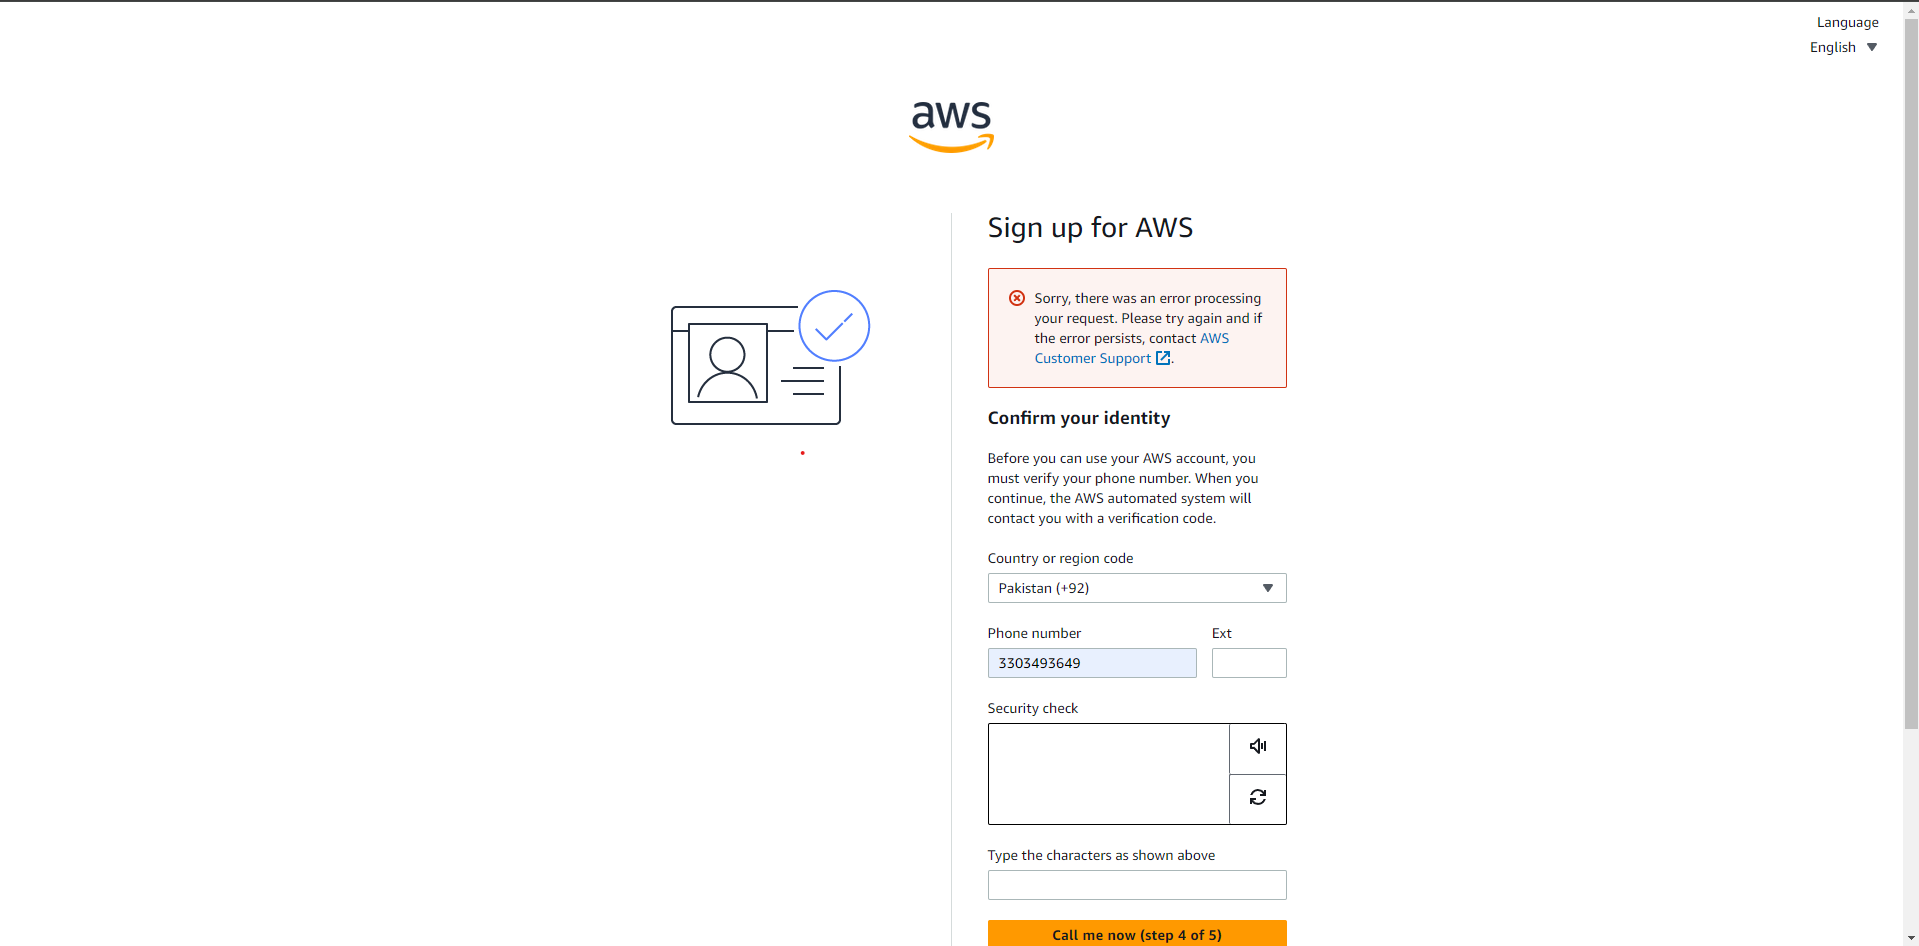 Language
English
aws
Sign up for AWS
Sorry, there was an error processing
your request. Please try again and if
the error persists, contact AWS
Customer Support.
Confirm your identity
Before you can use your AWS account, you
must verify your phone number. When you
continue, the AWS automated system will
contact you with a verification code.
Country or region code
Pakistan (+92)
Phone number Ext
3303493649
Security check
Type the characters as shown above
Call me now (step 4 of 5)